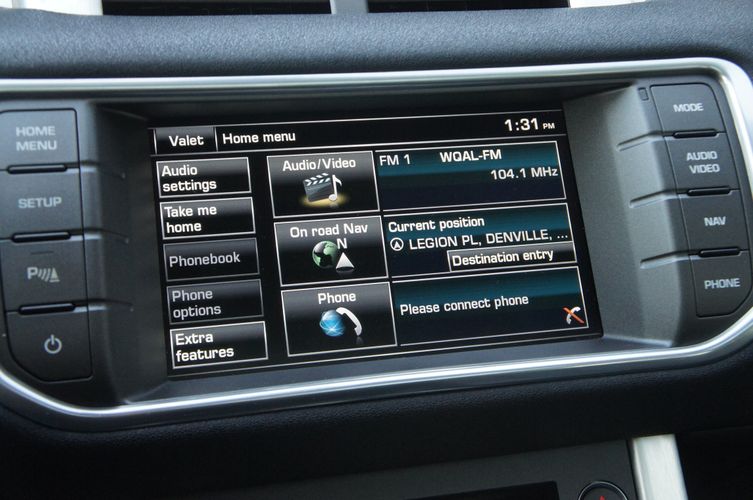 HOME
MENU
SETUP
P
Valet
Home menu
1:31 PM
Audio
settings
Take me
home
Phonebook
Phone
options
Extra
features
Audio/Video
On road Nav
N
Phone
FM 1 WQAL-FM
104.1 MHz
Current position
LEGION PL, DENVILLE, ...
Destination entry
Please connect phone
MODE
AUDIO
VIDEO
NAV
PHONE